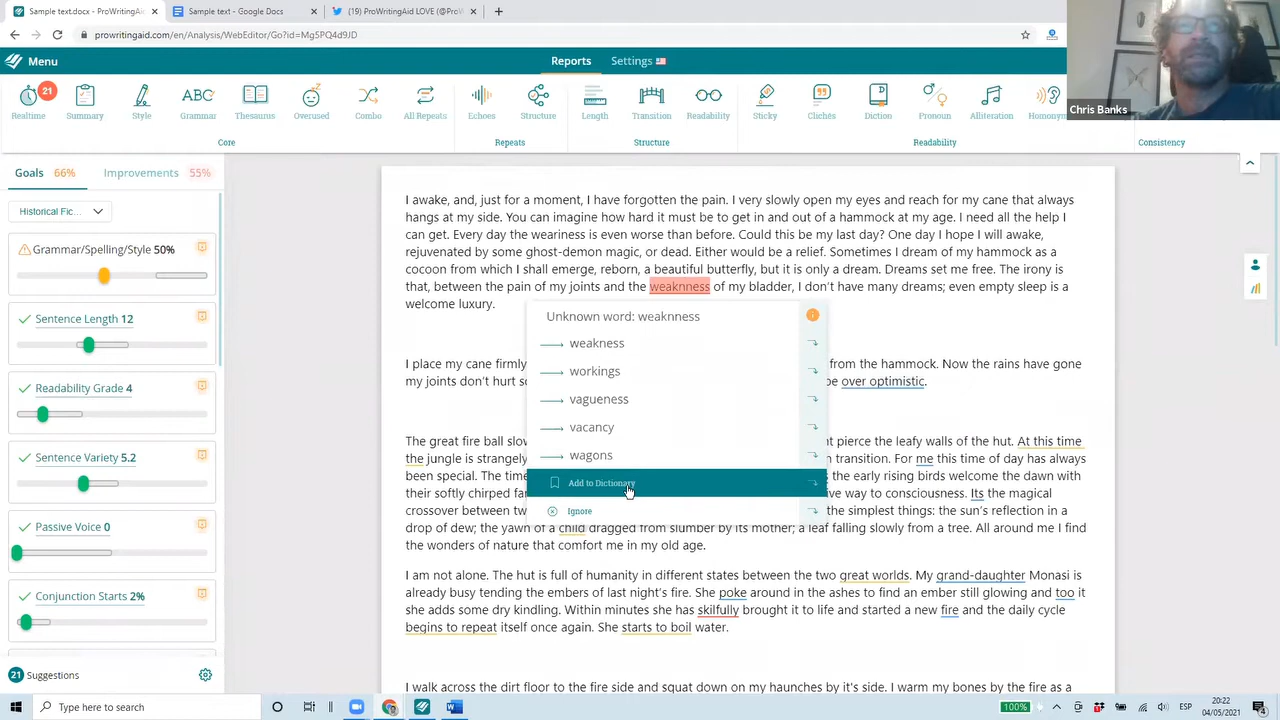 Sample text.docx - ProWritingAid
Sample text - Google Docs
(19) ProWritingAid LOVE (@ProW
prowritingaid.com/en/Analysis/WebEditor/Go?id=Mg5PQ4d9JD
Menu
Reports
Settings
Chris Banks
21
Realtime
Summary
Style
ABC
Grammar
Thesaurus
Overused
Combo
All Repeats
Echoes
Structure
Length
Transition
Readability
Sticky
Clichés
Diction
Pronoun
Alliteration
Homonym
Core
Repeats
Structure
Readability
Consistency
Goals 66%
Improvements 55%
Historical Fic...
Grammar/Spelling/Style 50%
Sentence Length 12
Readability Grade 4
Sentence Variety 5.2
Passive Voice 0
Conjunction Starts 2%
21 Suggestions
I awake, and, just for a moment, I have forgotten the pain. I very slowly open my eyes and reach for my cane that always
hangs at my side. You can imagine how hard it must be to get in and out of a hammock at my age. I need all the help I
can get. Every day the weariness is even worse than before. Could this be my last day? One day I hope I will awake,
rejuvenated by some ghost-demon magic, or dead. Either would be a relief. Sometimes I dream of my hammock as a
cocoon from which I shall emerge, reborn, a beautiful butterfly, but it is only a dream. Dreams set me free. The irony is
that, between the pain of my joints and the weaknness of my bladder, I don't have many dreams; even empty sleep is a
welcome luxury.
Unknown word: weaknness
weakness
workings
vagueness
vacancy
wagons
Add to Dictionary
Ignore
I place my cane firmly from the hammock. Now the rains have gone
my joints don't hurt so be over optimistic.
The great fire ball slow pierce the leafy walls of the hut. At this time
the jungle is strangely transition. For me this time of day has always
been special. The time the early rising birds welcome the dawn with
their softly chirped fan way to consciousness. Its the magical
crossover between tw the simplest things: the sun's reflection in a
drop of dew; the yawn of a child dragged from slumber by its mother; a leaf falling slowly from a tree. All around me I find
the wonders of nature that comfort me in my old age.
I am not alone. The hut is full of humanity in different states between the two great worlds. My grand-daughter Monasi is
already busy tending the embers of last night's fire. She poke around in the ashes to find an ember still glowing and too it
she adds some dry kindling. Within minutes she has skilfully brought it to life and started a new fire and the daily cycle
begins to repeat itself once again. She starts to boil water.
I walk across the dirt floor to the fire side and squat down on my haunches by it's side. I warm my bones by the fire as a
Type here to search
100%
ESP
20:22
04/05/2021
4